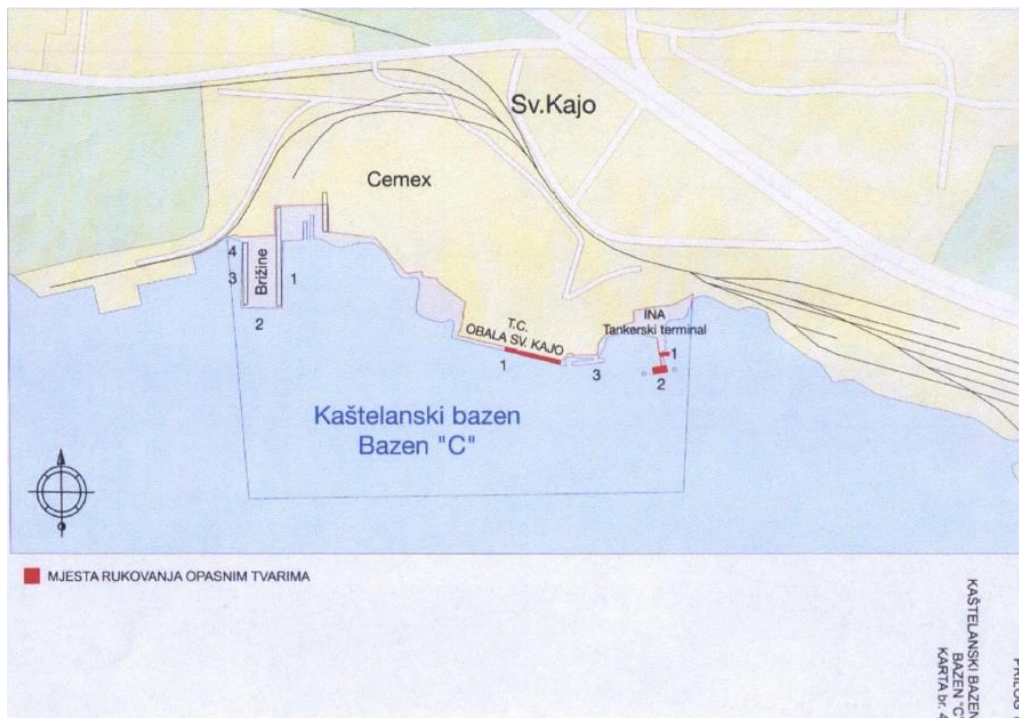 Sv.Kajo
Cemex
4
3
Brižine
1
2
T.C.
OBALA SV. KAJO
1
3
INA
Tankerski terminal
1
2
Kaštelanski bazen
Bazen "C"
MJESTA RUKOVANJA OPASNIM TVARIMA
KAŠTELANSKI BAZEN
BAZEN "C"
KARTA br. 4